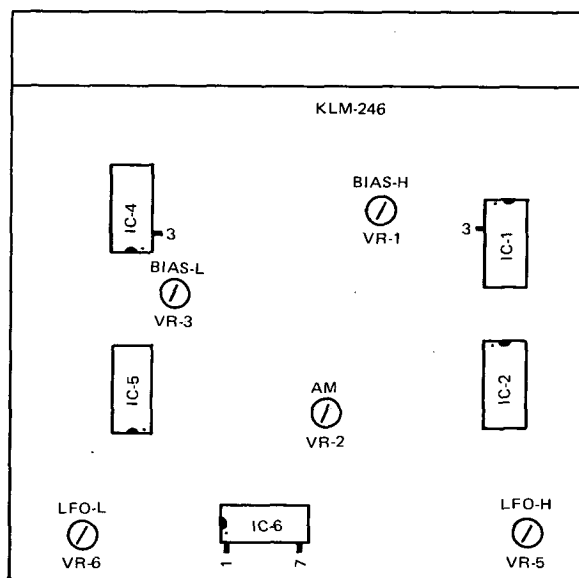 KLM-246
BIAS-H
VR-1
IC-4
3
3
IC-1
BIAS-L
VR-3
IC-5
AM
VR-2
IC-2
LFO-L
VR-6
IC-6
1
7
LFO-H
VR-5